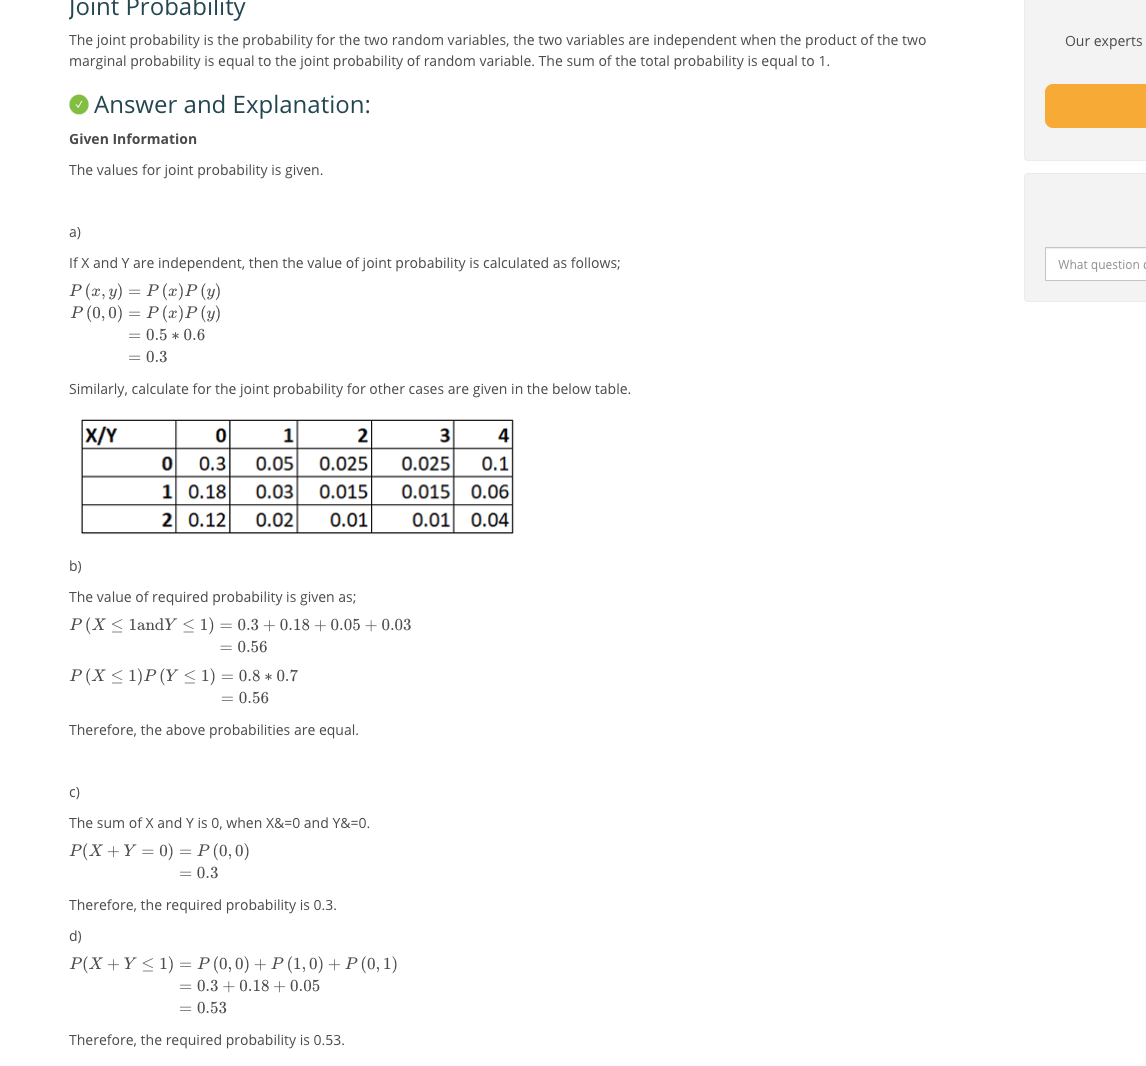 Joint Probability
The joint probability is the probability for the two random variables, the two variables are independent when the product of the two
marginal probability is equal to the joint probability of random variable. The sum of the total probability is equal to 1.
Answer and Explanation:
Given Information
The values for joint probability is given.
a)
If X and Y are independent, then the value of joint probability is calculated as follows;
P (x, y) = P (x)P (y)
P (0, 0) = P (x)P (y)
= 0.5 * 0.6
= 0.3
Similarly, calculate for the joint probability for other cases are given in the below table.
X/Y 0 1 2 3 4
0 0.3 0.05 0.025 0.025 0.1
1 0.18 0.03 0.015 0.015 0.06
2 0.12 0.02 0.01 0.01 0.04
b)
The value of required probability is given as;
P (X ≤ 1andY ≤ 1) = 0.3 + 0.18 + 0.05 + 0.03
= 0.56
P (X ≤ 1)P (Y ≤ 1) = 0.8 * 0.7
= 0.56
Therefore, the above probabilities are equal.
c)
The sum of X and Y is 0, when X&=0 and Y&=0.
P(X + Y = 0) = P (0, 0)
= 0.3
Therefore, the required probability is 0.3.
d)
P(X + Y ≤ 1) = P (0, 0) + P (1, 0) + P (0, 1)
= 0.3 + 0.18 + 0.05
= 0.53
Therefore, the required probability is 0.53.
Our experts
What question